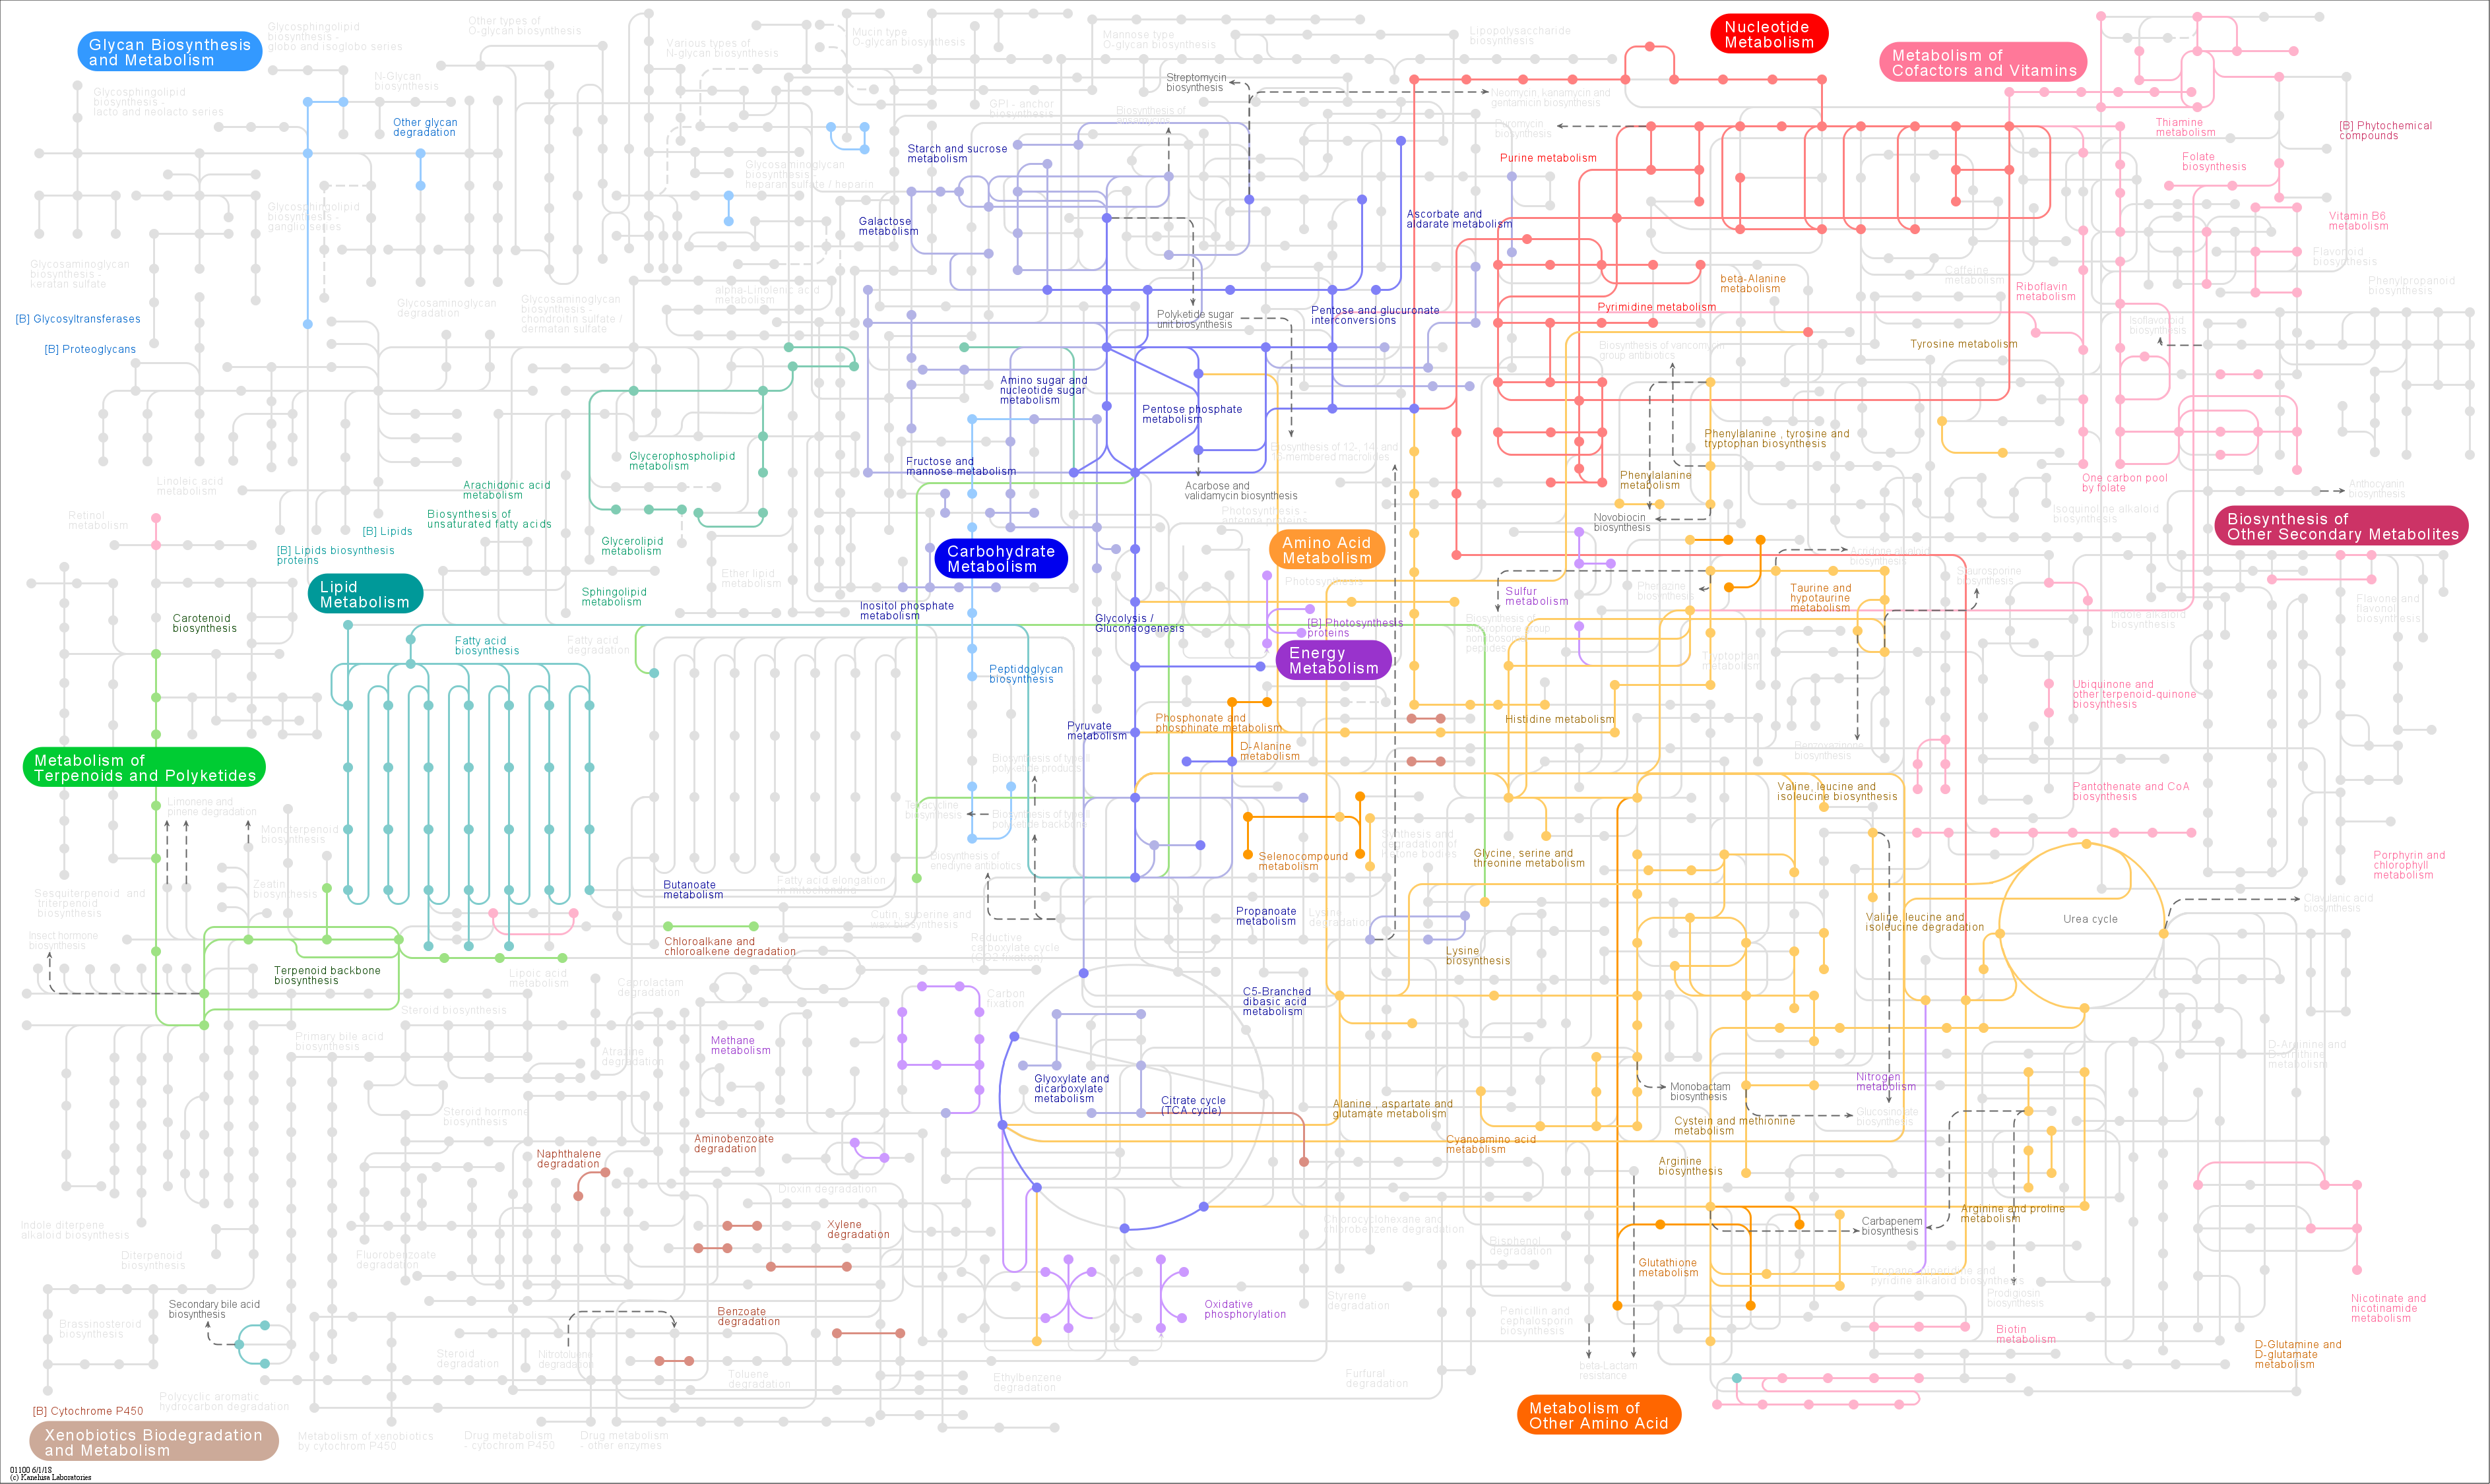 Glycan Biosynthesis
and Metabolism
Nucleotide
Metabolism
Metabolism of
Cofactors and Vitamins
Glycosphingolipid
biosynthesis -
globo and isoglobo series
Other types of
O-glycan biosynthesis
Various types of
N-glycan biosynthesis
Mucin type
O-glycan biosynthesis
Mannose type
O-glycan biosynthesis
Lipopolysaccharide
biosynthesis
N-Glycan
biosynthesis
Glycosphingolipid
biosynthesis -
lacto and neolacto series
GPI - anchor
biosynthesis
Streptomycin
biosynthesis
Neomycin, kanamycin and
gentamicin biosynthesis
Puromycin
biosynthesis
Other glycan
degradation
Thiamine
metabolism
[B] Phytochemical
compounds
Starch and sucrose
metabolism
Purine metabolism
Folate
biosynthesis
Glycosaminoglycan
biosynthesis -
heparan sulfate / heparin
Glycosphingolipid
biosynthesis -
ganglio series
Galactose
metabolism
Ascorbate and
aldarate metabolism
Vitamin B6
metabolism
Flavonoid
biosynthesis
Glycosaminoglycan
biosynthesis -
keratan sulfate
beta-Alanine
metabolism
Caffeine
metabolism
Riboflavin
metabolism
Phenylpropanoid
biosynthesis
alpha-Linolenic acid
metabolism
Glycosaminoglycan
degradation
Glycosaminoglycan
biosynthesis -
chondroitin sulfate /
dermatan sulfate
[B] Glycosyltransferases
[B] Proteoglycans
Polyketide sugar
unit biosynthesis
Pentose and glucuronate
interconversions
Pyrimidine metabolism
Isoflavonoid
biosynthesis
Biosynthesis of vancomycin
group antibiotics
Tyrosine metabolism
Amino sugar and
nucleotide sugar
metabolism
Pentose phosphate
metabolism
Phenylalanine , tyrosine and
tryptophan biosynthesis
Biosynthesis of 12-, 14- and
16-membered macrolides
Glycerophospholipid
metabolism
Fructose and
mannose metabolism
Phenylalanine
metabolism
One carbon pool
by folate
Linoleic acid
metabolism
Arachidonic acid
metabolism
Acarbose and
validamycin biosynthesis
Anthocyanin
biosynthesis
Retinol
metabolism
Biosynthesis of
unsaturated fatty acids
Photosynthesis -
antenna proteins
Novobiocin
biosynthesis
Isoquinoline alkaloid
biosynthesis
Biosynthesis of
Other Secondary Metabolites
[B] Lipids
[B] Lipids biosynthesis
proteins
Glycerolipid
metabolism
Carbohydrate
Metabolism
Amino Acid
Metabolism
Acridone alkaloid
biosynthesis
Lipid
Metabolism
Ether lipid
metabolism
Photosynthesis
Staurosporine
biosynthesis
Sphingolipid
metabolism
Inositol phosphate
metabolism
Sulfur
metabolism
Phenazine
biosynthesis
Taurine and
hypotaurine
metabolism
Flavone and
flavonol
biosynthesis
Carotenoid
biosynthesis
Glycolysis /
Gluconeogenesis
[B] Photosynthesis
proteins
Indole alkaloid
biosynthesis
Fatty acid
biosynthesis
Fatty acid
degradation
Energy
Metabolism
Tryptophan
metabolism
Peptidoglycan
biosynthesis
Ubiquinone and
other terpenoid-quinone
biosynthesis
Pyruvate
metabolism
Phosphonate and
phosphinate metabolism
Histidine metabolism
Metabolism of
Terpenoids and Polyketides
D-Alanine
metabolism
Benzoxazinone
biosynthesis
Biosynthesis of type II
polyketide products
Valine, leucine and
isoleucine biosynthesis
Pantothenate and CoA
biosynthesis
Limonene and
pinene degradation
Tetracycline
biosynthesis
Biosynthesis of type II
polyketide backbone
Monoterpenoid
biosynthesis
Synthesis and
degradation of
ketone bodies
Biosynthesis of
enediyne antibiotics
Selenocompound
metabolism
Glycine, serine and
threonine metabolism
Porphyrin and
chlorophyll
metabolism
Butanoate
metabolism
Fatty acid elongation
in mitochondria
Zeatin
biosynthesis
Sesquiterpenoid and
triterpenoid
biosynthesis
Clavulanic acid
biosynthesis
Cutin, suberine and
wax biosynthesis
Propanoate
metabolism
Lysine
degradation
Valine, leucine and
isoleucine degradation
Urea cycle
Insect hormone
biosynthesis
Chloroalkane and
chloroalkene degradation
Reductive
carboxylate cycle
(CO2 fixation)
Lysine
biosynthesis
Terpenoid backbone
biosynthesis
Lipoic acid
metabolism
Caprolactam
degradation
Carbon
fixation
C5-Branched
dibasic acid
metabolism
Steroid biosynthesis
Primary bile acid
biosynthesis
Methane
metabolism
Atrazine
degradation
D-Arginine and
D-ornithine
metabolism
Glyoxylate and
dicarboxylate
metabolism
Nitrogen
metabolism
Monobactam
biosynthesis
Citrate cycle
(TCA cycle)
Alanine , aspartate and
glutamate metabolism
Steroid hormone
biosynthesis
Glucosinolate
biosynthesis
Cystein and methionine
metabolism
Aminobenzoate
degradation
Cyanoamino acid
metabolism
Naphthalene
degradation
Arginine
biosynthesis
Dioxin degradation
Arginine and proline
metabolism
Indole diterpene
alkaloid biosynthesis
Xylene
degradation
Chlorocyclohexane and
chlorobenzene degradation
Carbapenem
biosynthesis
Diterpenoid
biosynthesis
Fluorobenzoate
degradation
Bisphenol
degradation
Glutathione
metabolism
Tropane, piperidine and
pyridine alkaloid biosynthesis
Prodigiosin
biosynthesis
Nicotinate and
nicotinamide
metabolism
Secondary bile acid
biosynthesis
Oxidative
phosphorylation
Styrene
degradation
Benzoate
degradation
Penicillin and
cephalosporin
biosynthesis
Brassinosteroid
biosynthesis
Biotin
metabolism
Steroid
degradation
Nitrotoluene
degradation
D-Glutamine and
D-glutamate
metabolism
Toluene
degradation
Ethylbenzene
degradation
Furfural
degradation
beta-Lactam
resistance
Polycyclic aromatic
hydrocarbon degradation
Metabolism of
Other Amino Acid
[B] Cytochrome P450
Xenobiotics Biodegradation
and Metabolism
Metabolism of xenobiotics
by cytochrom P450
Drug metabolism
- cytochrom P450
Drug metabolism
- other enzymes
01100 6/1/18
(c) Kanehisa Laboratories